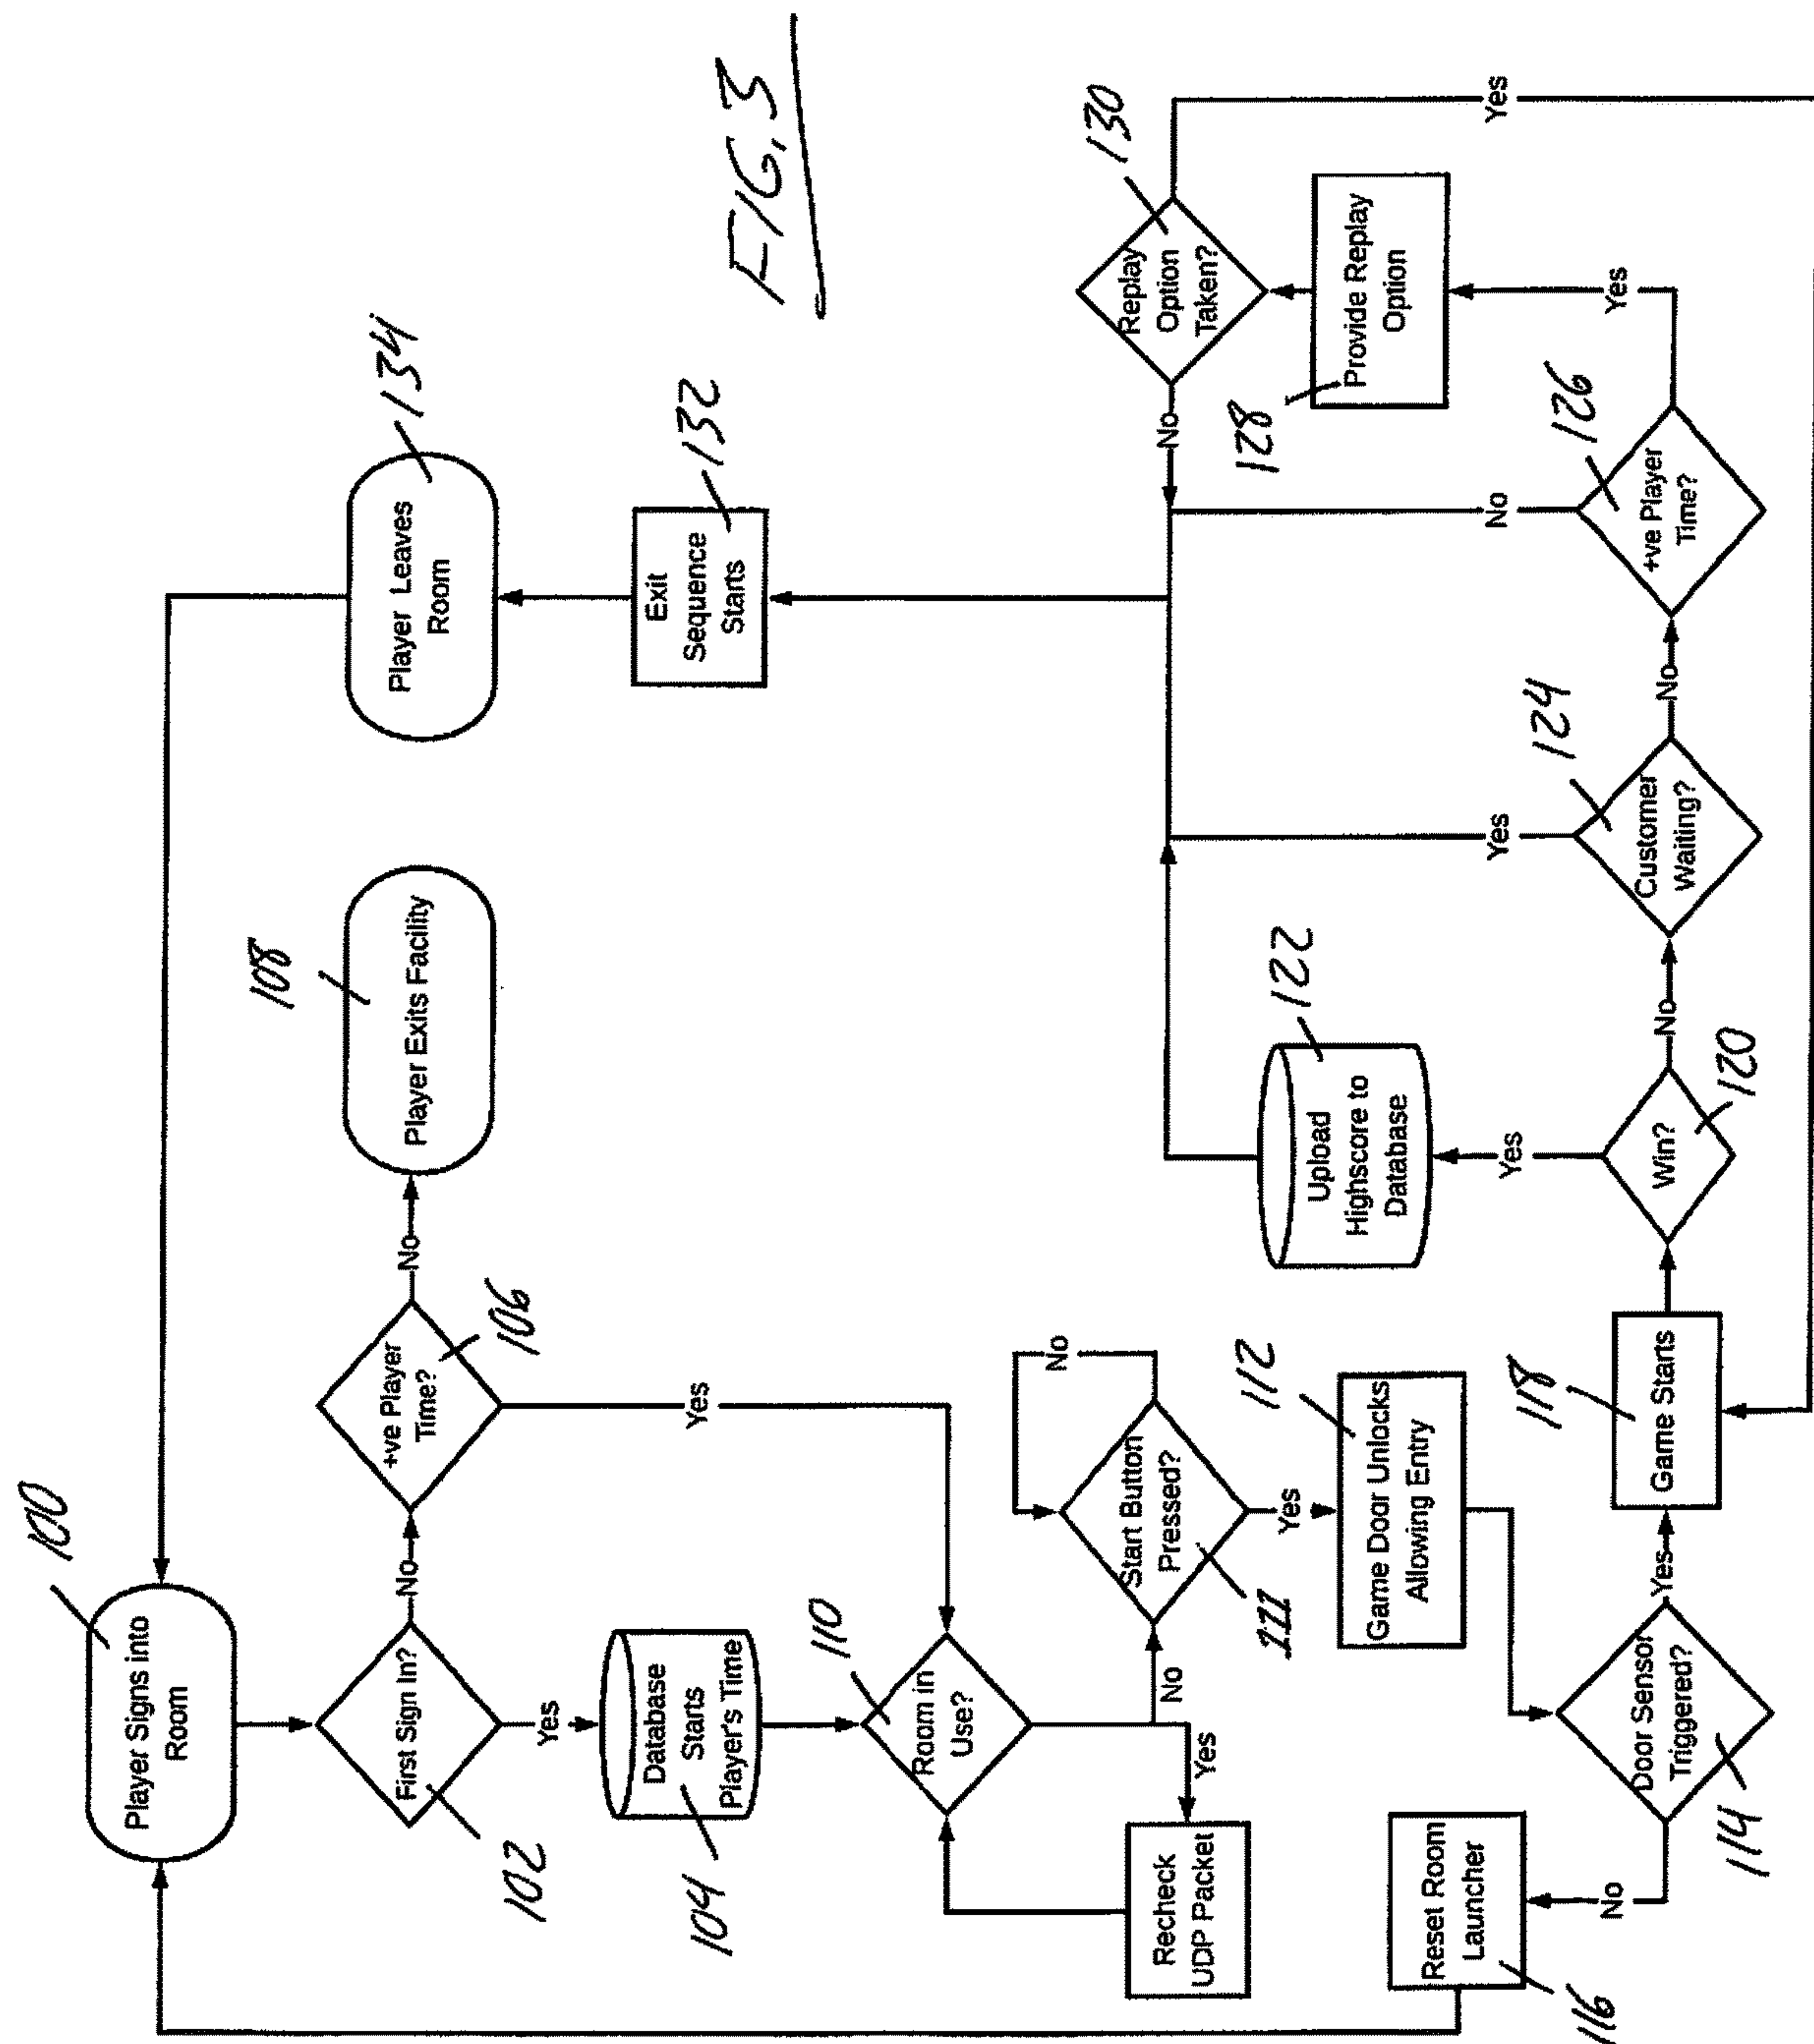 100
Player Signs into
Room
102
First Sign In?
No
Yes
+ve Player
Time?
106
No
Yes
Player Exits Facility
108
104
Database
Starts
Player's Time
110
Room in
Use?
No
Yes
Recheck
UDP Packet
Start Button
Pressed?
111
No
Yes
112
Game Door Unlocks
Allowing Entry
114
Door Sensor
Triggered?
No
Yes
116
Reset Room
Launcher
118
Game Starts
120
Win?
Yes
No
122
Upload
Highscore to
Database
124
Customer
Waiting?
Yes
No
126
+ve Player
Time?
No
Yes
128
Provide Replay
Option
130
Replay
Option
Taken?
No
Yes
132
Exit
Sequence
Starts
134
Player Leaves
Room
FIG. 3